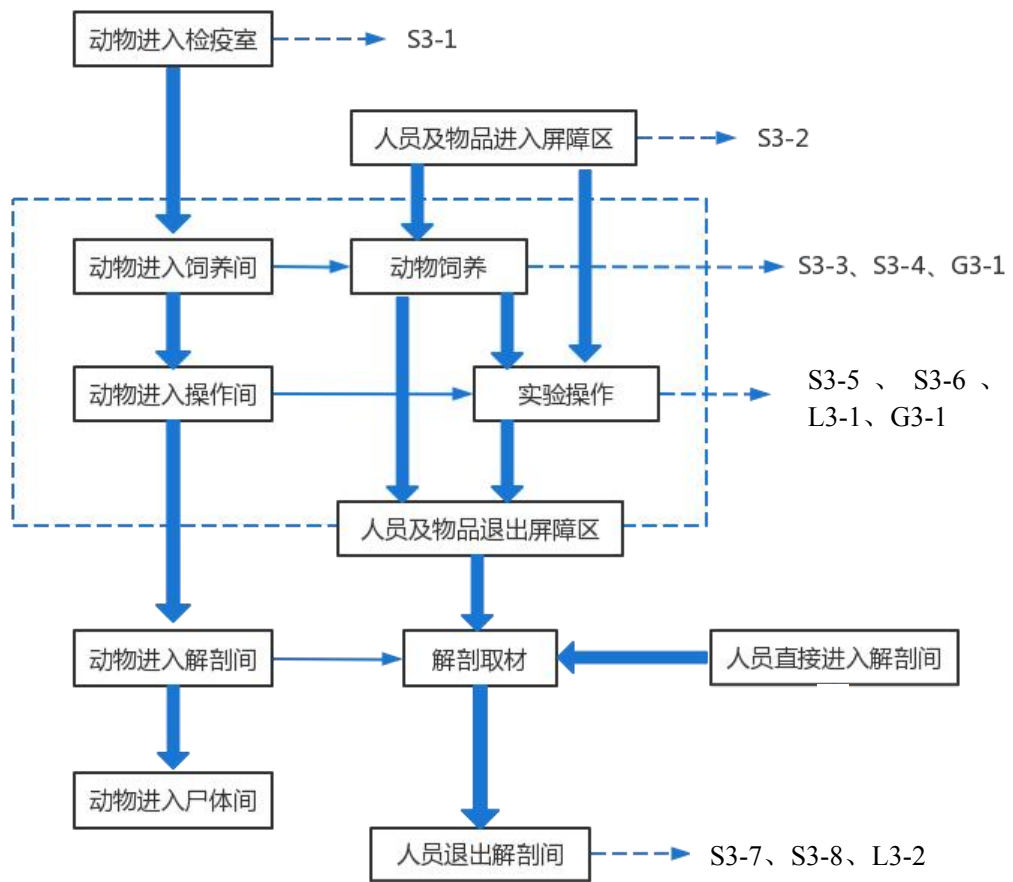 动物进入检疫室
S3-1
人员及物品进入屏障区
S3-2
动物进入饲养间
动物饲养
S3-3、S3-4、G3-1
动物进入操作间
实验操作
S3-5 、 S3-6 、
L3-1、G3-1
人员及物品退出屏障区
动物进入解剖间
解剖取材
人员直接进入解剖间
动物进入尸体间
人员退出解剖间
S3-7、S3-8、L3-2